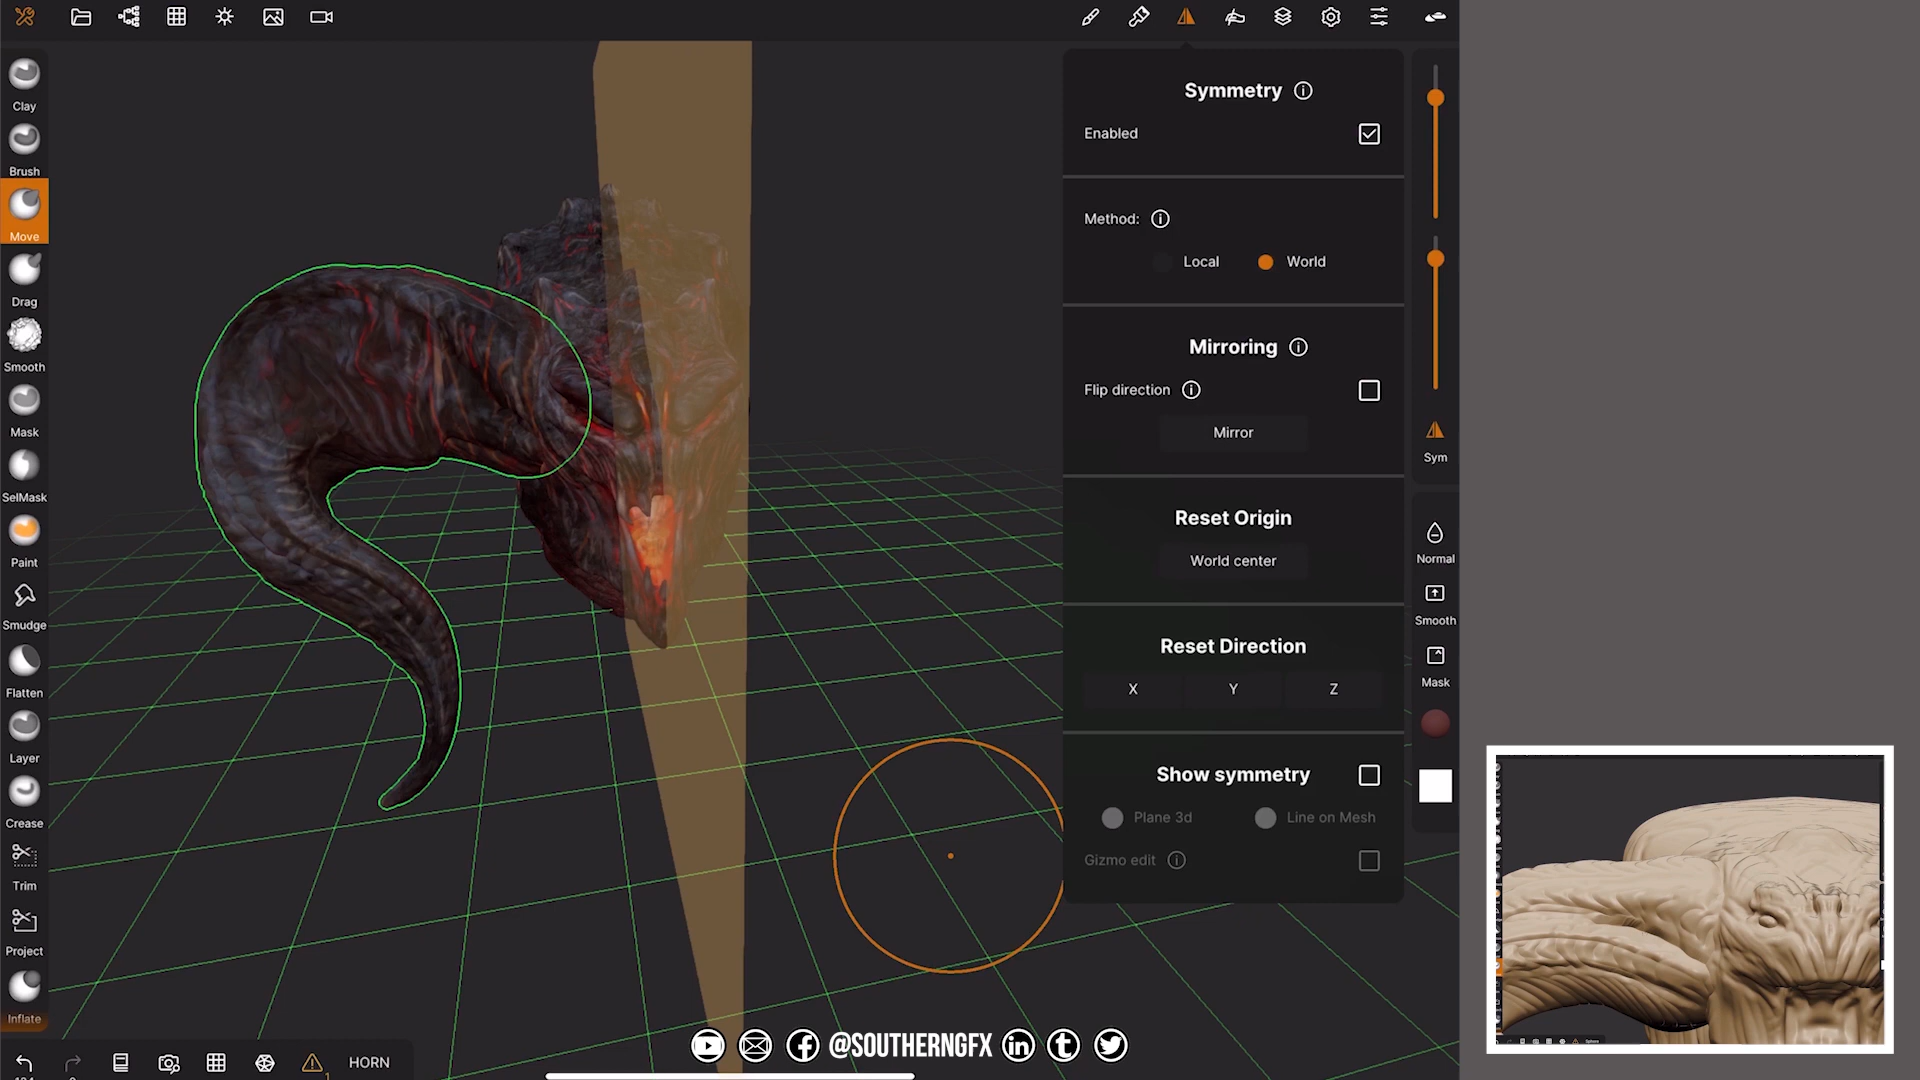 Clay
Brush
Move
Drag
Smooth
Mask
SelMask
Paint
Smudge
Flatten
Layer
Crease
Trim
Project
Inflate
Symmetry
Enabled
Method:
Local World
Mirroring
Flip direction
Mirror
Reset Origin
World center
Reset Direction
X Y Z
Show symmetry
Plane 3d Line on Mesh
Gizmo edit
Sym
Normal
Smooth
Mask
HORN
1
@SOUTHERNGFX